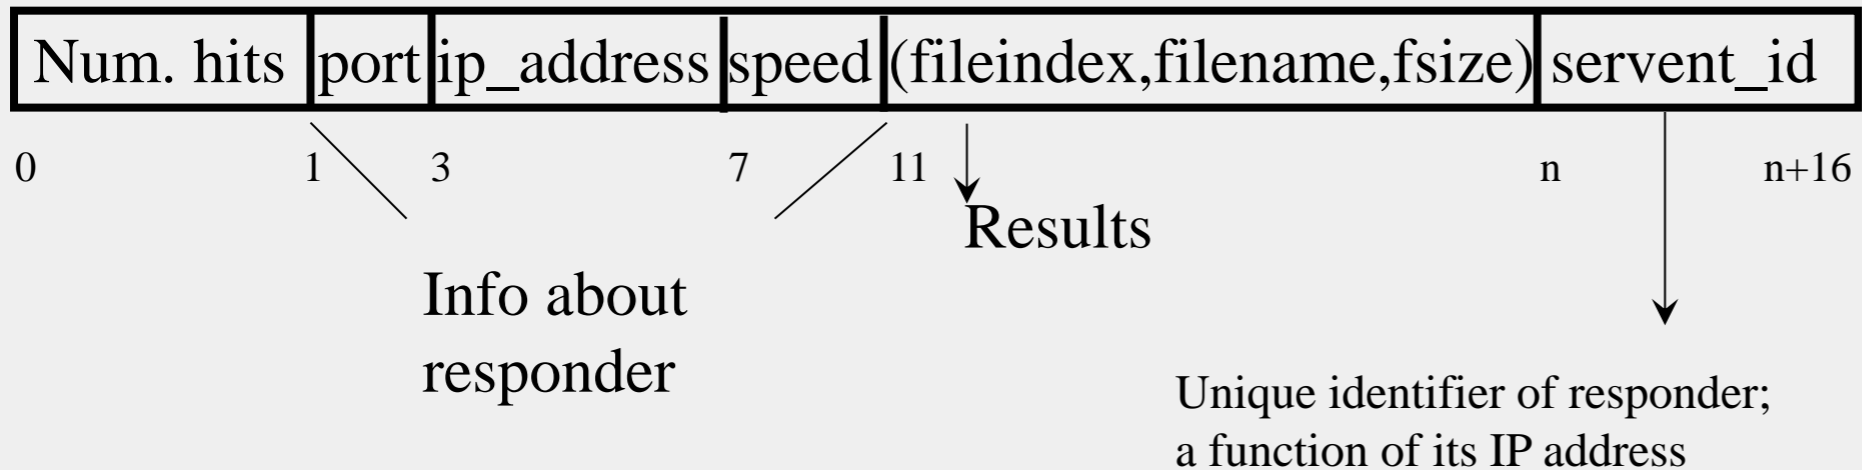 Num. hits port ip_address speed (fileindex,filename,fsize) servent_id
0 1 3 7 11 n n+16
Results
Info about
responder
Unique identifier of responder;
a function of its IP address